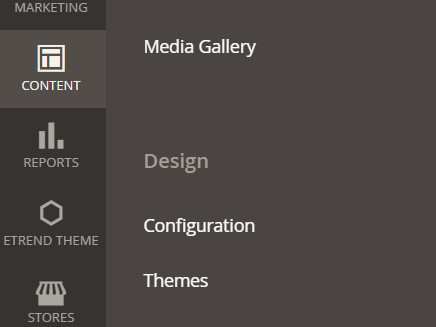 MARKETING
CONTENT
REPORTS
ETREND THEME
STORES
Media Gallery
Design
Configuration
Themes